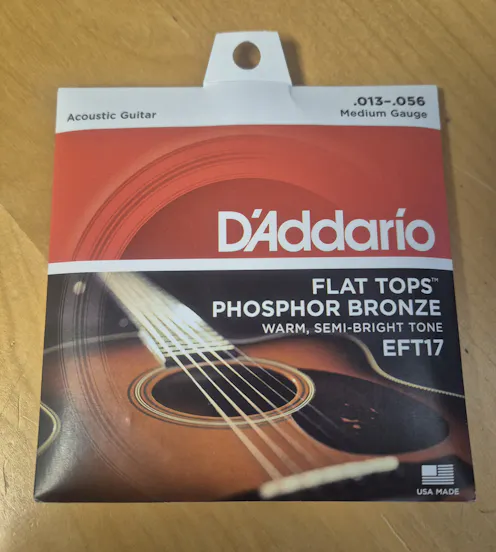 Acoustic Guitar
.013–.056
Medium Gauge
D'Addario
FLAT TOPS™
PHOSPHOR BRONZE
WARM, SEMI-BRIGHT TONE
EFT17
USA MADE